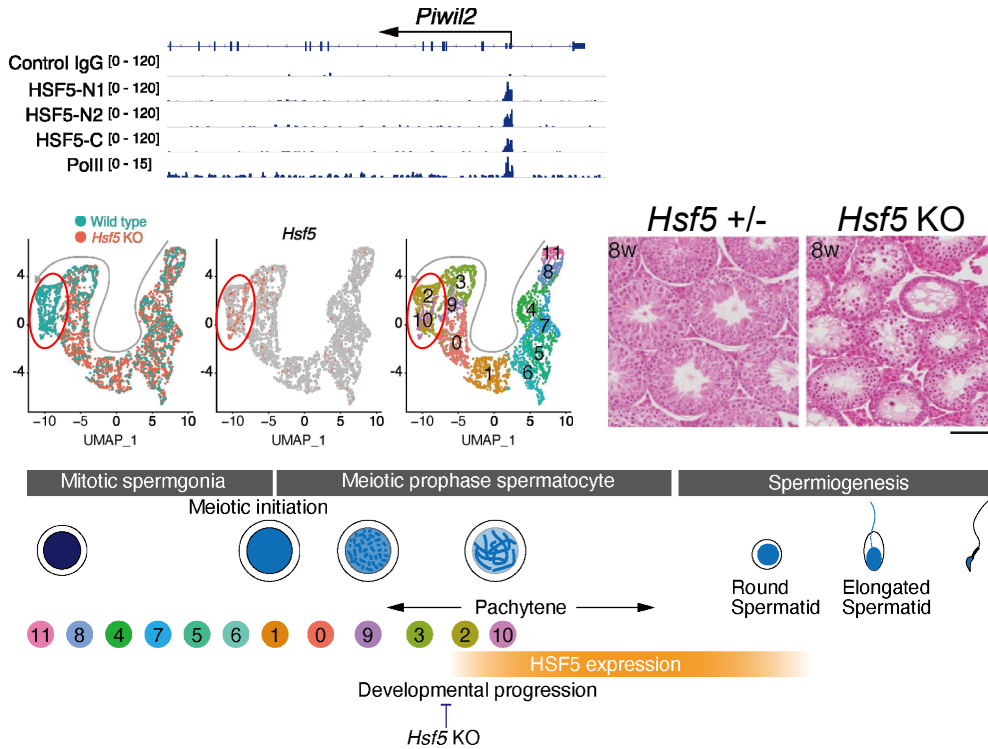 Piwil2
Control IgG [0 - 120]
HSF5-N1 [0 - 120]
HSF5-N2 [0 - 120]
HSF5-C [0 - 120]
PolII [0 - 15]
Wild type
Hsf5 KO
Hsf5
Hsf5 +/-
Hsf5 KO
8w
8w
4
0
-4
4
0
-4
4
0
-4
11
8
3
2
9
4
10
7
0
5
1
6
-10 -5 0 5 10
-10 -5 0 5 10
-10 -5 0 5 10
UMAP_1
UMAP_1
UMAP_1
Mitotic spermgonia
Meiotic prophase spermatocyte
Spermiogenesis
Meiotic initiation
Round
Spermatid
Elongated
Spermatid
Pachytene
11 8 4 7 5 6 1 0 9 3 2 10
HSF5 expression
Developmental progression
Hsf5 KO